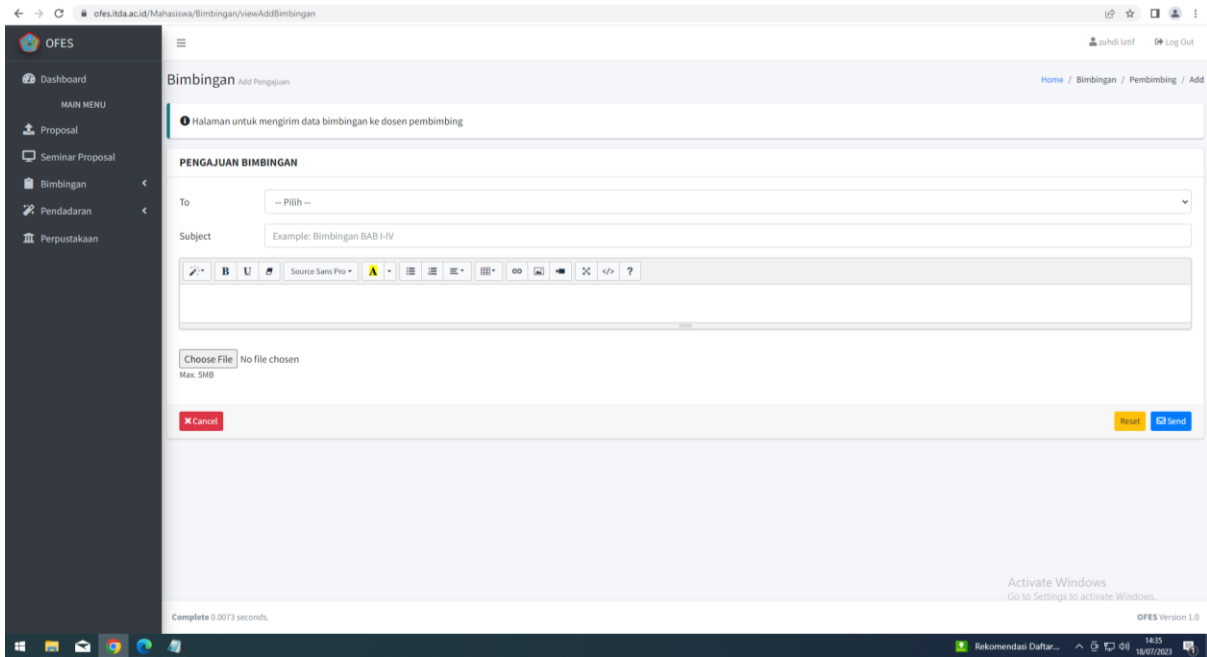 ofes.itda.ac.id/Mahasiswa/Bimbingan/viewAddBimbingan
OFES
zuhdi latif Log Out
Dashboard
MAIN MENU
Proposal
Seminar Proposal
Bimbingan
Pendadaran
Perpustakaan
Bimbingan Add Pengajuan
Home / Bimbingan / Pembimbing / Add
Halaman untuk mengirim data bimbingan ke dosen pembimbing
PENGAJUAN BIMBINGAN
To -- Pilih --
Subject Example: Bimbingan BAB I-IV
B U Source Sans Pro A ?
Choose File No file chosen
Max. 5MB
Cancel Reset Send
Activate Windows
Go to Settings to activate Windows.
Complete 0.0073 seconds. OFES Version 1.0
Rekomendasi Daftar... 14:35
18/07/2023